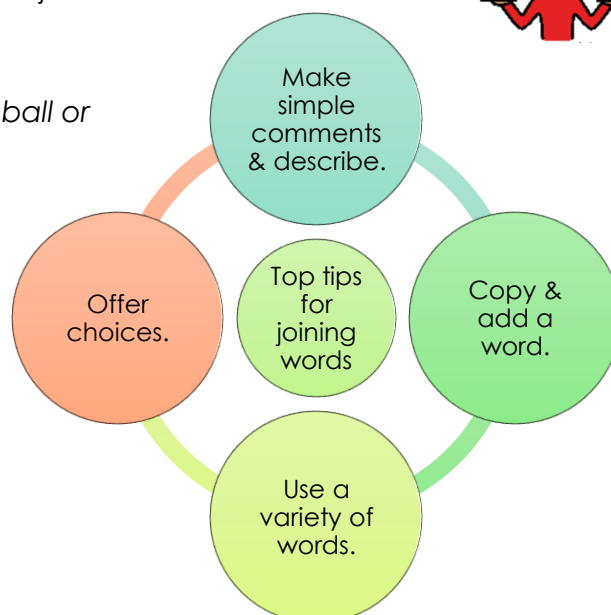 ball or
Make
simple
comments
& describe.
Offer
choices.
Top tips
for
joining
words
Copy &
add a
word.
Use a
variety of
words.